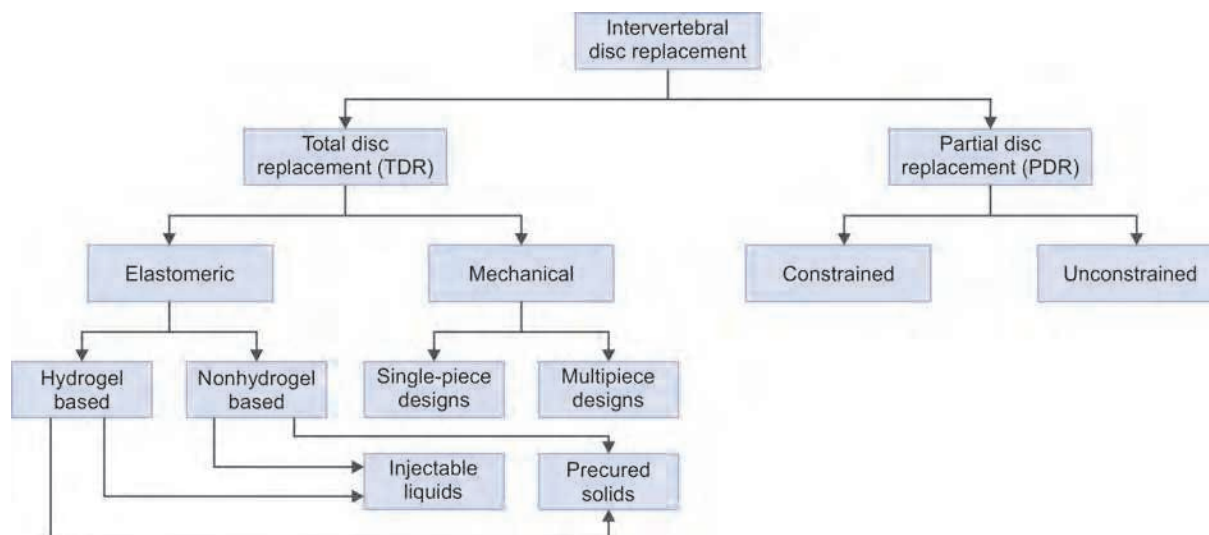 Intervertebral
disc replacement
Total disc
replacement (TDR)
Partial disc
replacement (PDR)
Elastomeric
Mechanical
Constrained
Unconstrained
Hydrogel
based
Nonhydrogel
based
Single-piece
designs
Multipiece
designs
Injectable
liquids
Precured
solids